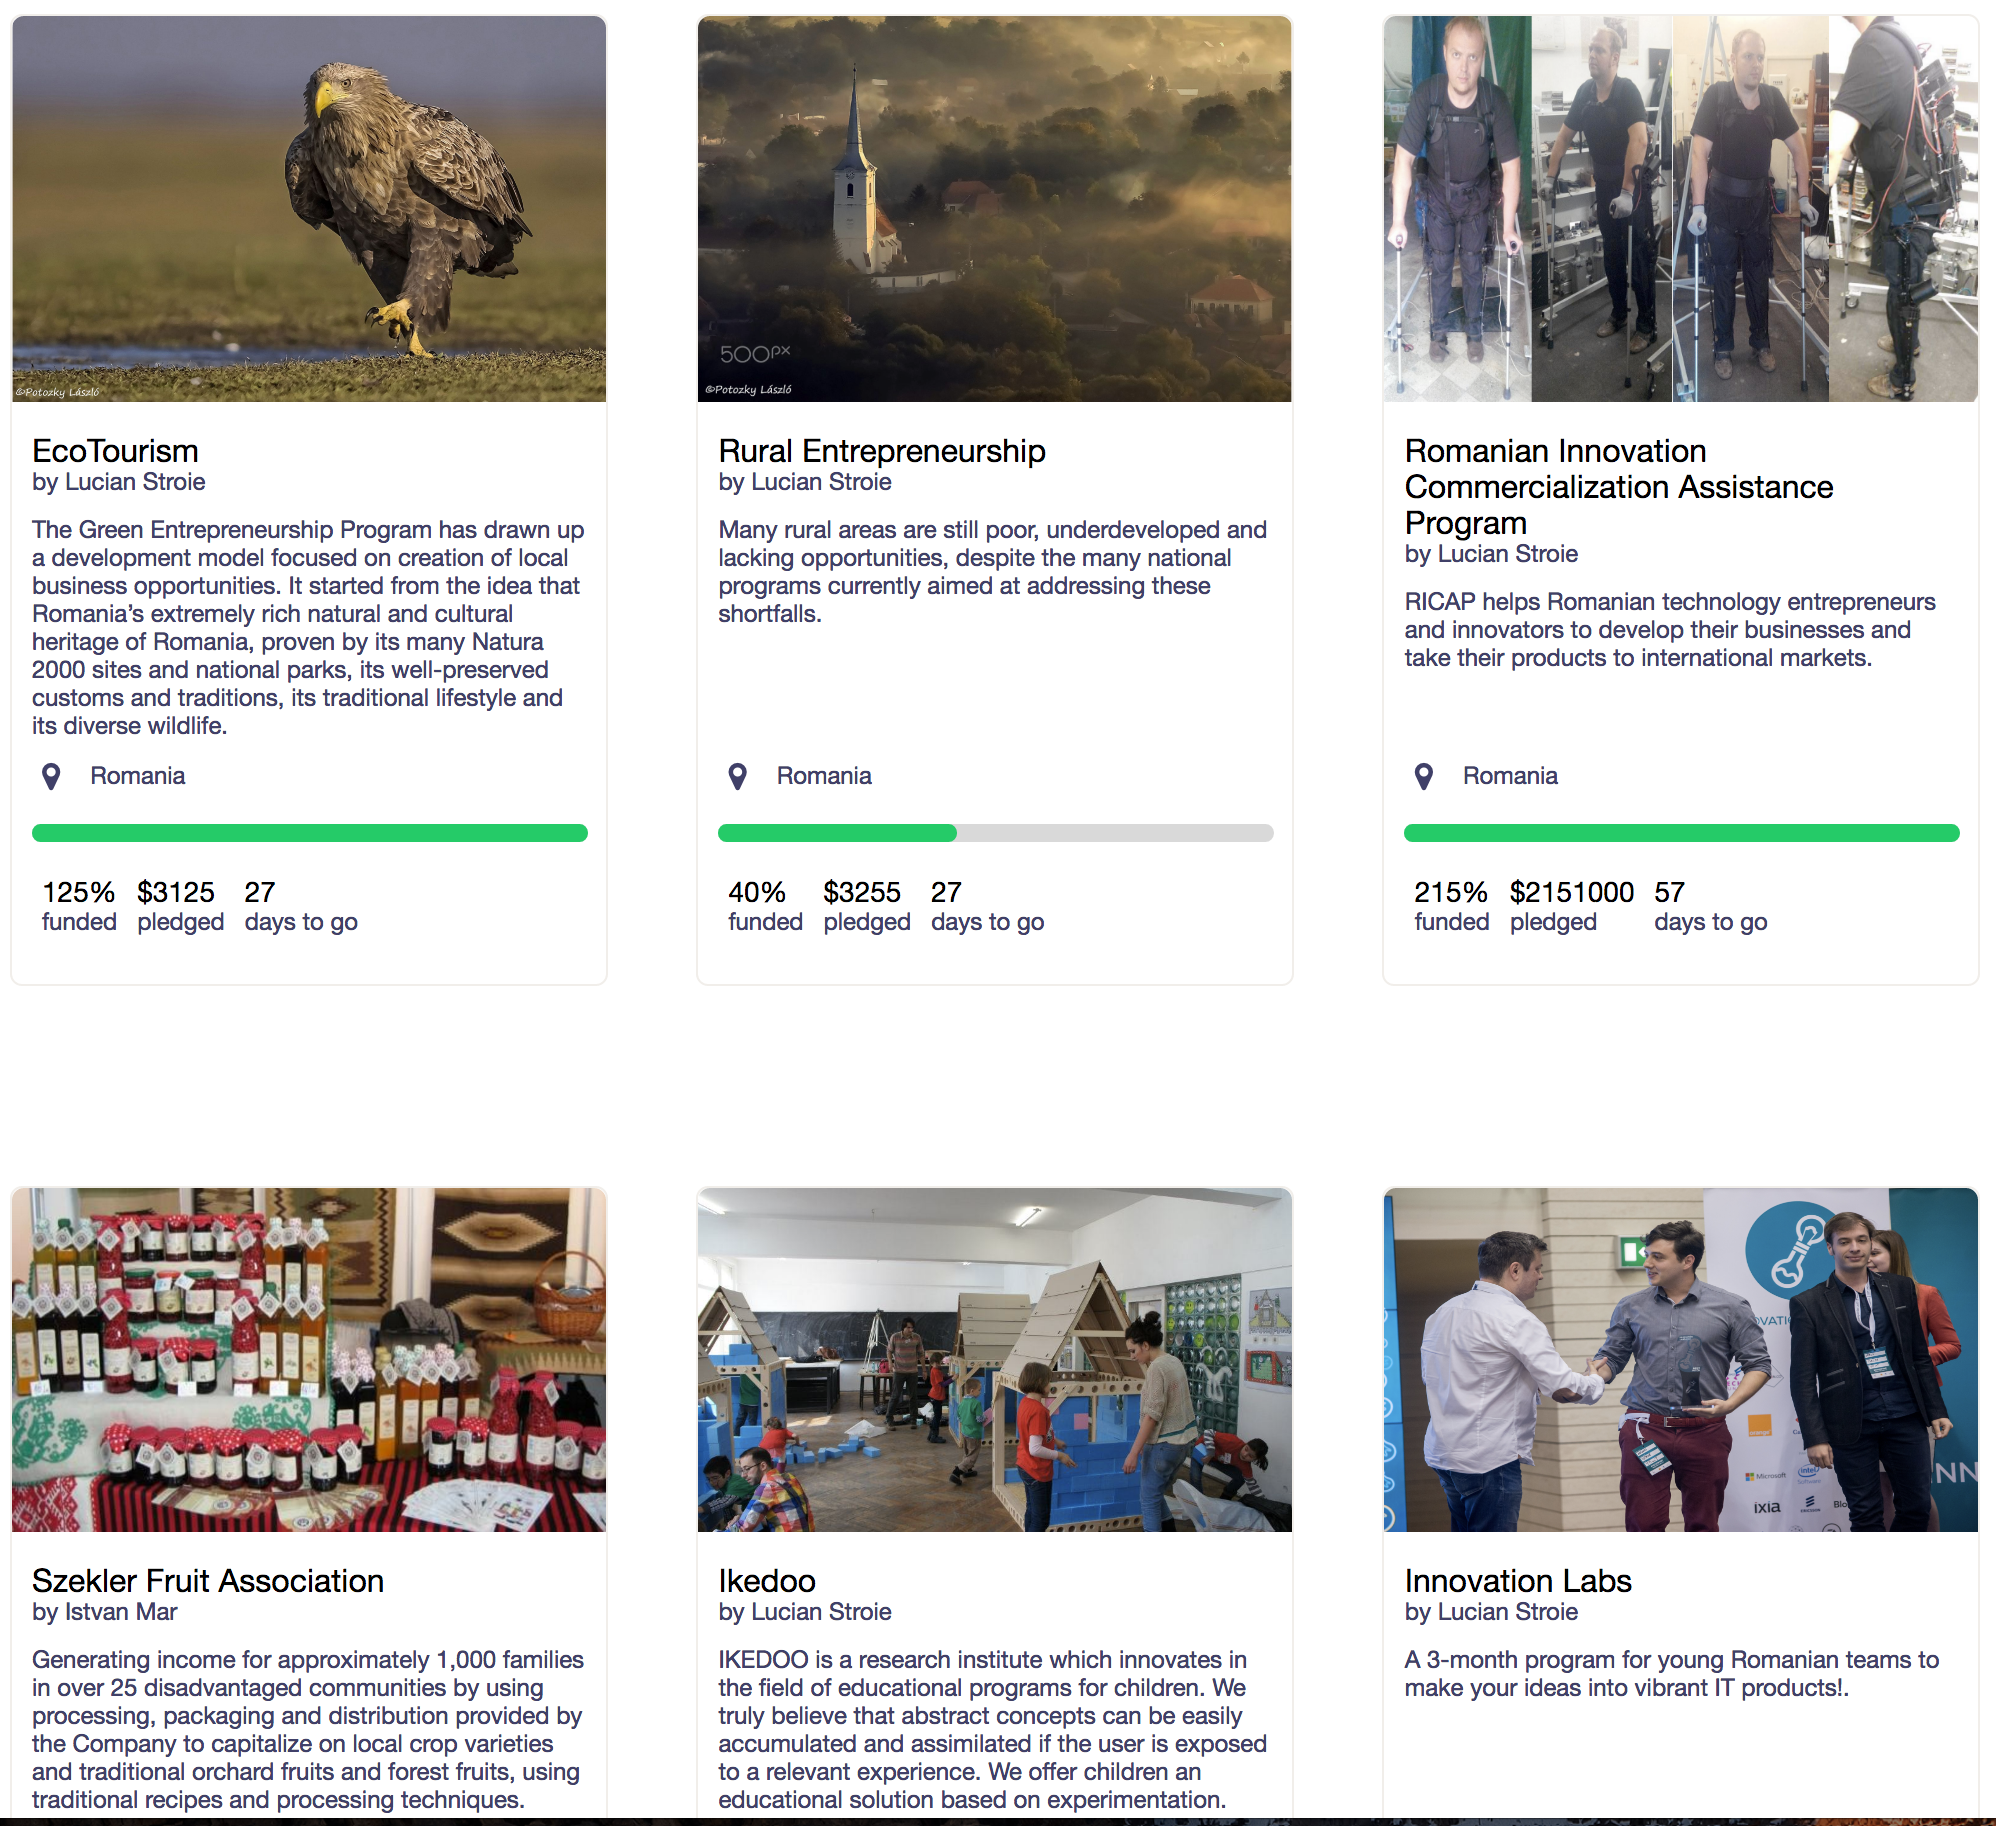 ©Potozky László
EcoTourism
by Lucian Stroie
The Green Entrepreneurship Program has drawn up
a development model focused on creation of local
business opportunities. It started from the idea that
Romania’s extremely rich natural and cultural
heritage of Romania, proven by its many Natura
2000 sites and national parks, its well-preserved
customs and traditions, its traditional lifestyle and
its diverse wildlife.
Romania
125% $3125 27
funded pledged days to go
500px
©Potozky László
Rural Entrepreneurship
by Lucian Stroie
Many rural areas are still poor, underdeveloped and
lacking opportunities, despite the many national
programs currently aimed at addressing these
shortfalls.
Romania
40% $3255 27
funded pledged days to go
Romanian Innovation
Commercialization Assistance
Program
by Lucian Stroie
RICAP helps Romanian technology entrepreneurs
and innovators to develop their businesses and
take their products to international markets.
Romania
215% $2151000 57
funded pledged days to go
Szekler Fruit Association
by Istvan Mar
Generating income for approximately 1,000 families
in over 25 disadvantaged communities by using
processing, packaging and distribution provided by
the Company to capitalize on local crop varieties
and traditional orchard fruits and forest fruits, using
traditional recipes and processing techniques.
Ikedoo
by Lucian Stroie
IKEDOO is a research institute which innovates in
the field of educational programs for children. We
truly believe that abstract concepts can be easily
accumulated and assimilated if the user is exposed
to a relevant experience. We offer children an
educational solution based on experimentation.
orange
Microsoft
intel
ixia
ERICSSON
Innovation Labs
by Lucian Stroie
A 3-month program for young Romanian teams to
make your ideas into vibrant IT products!.